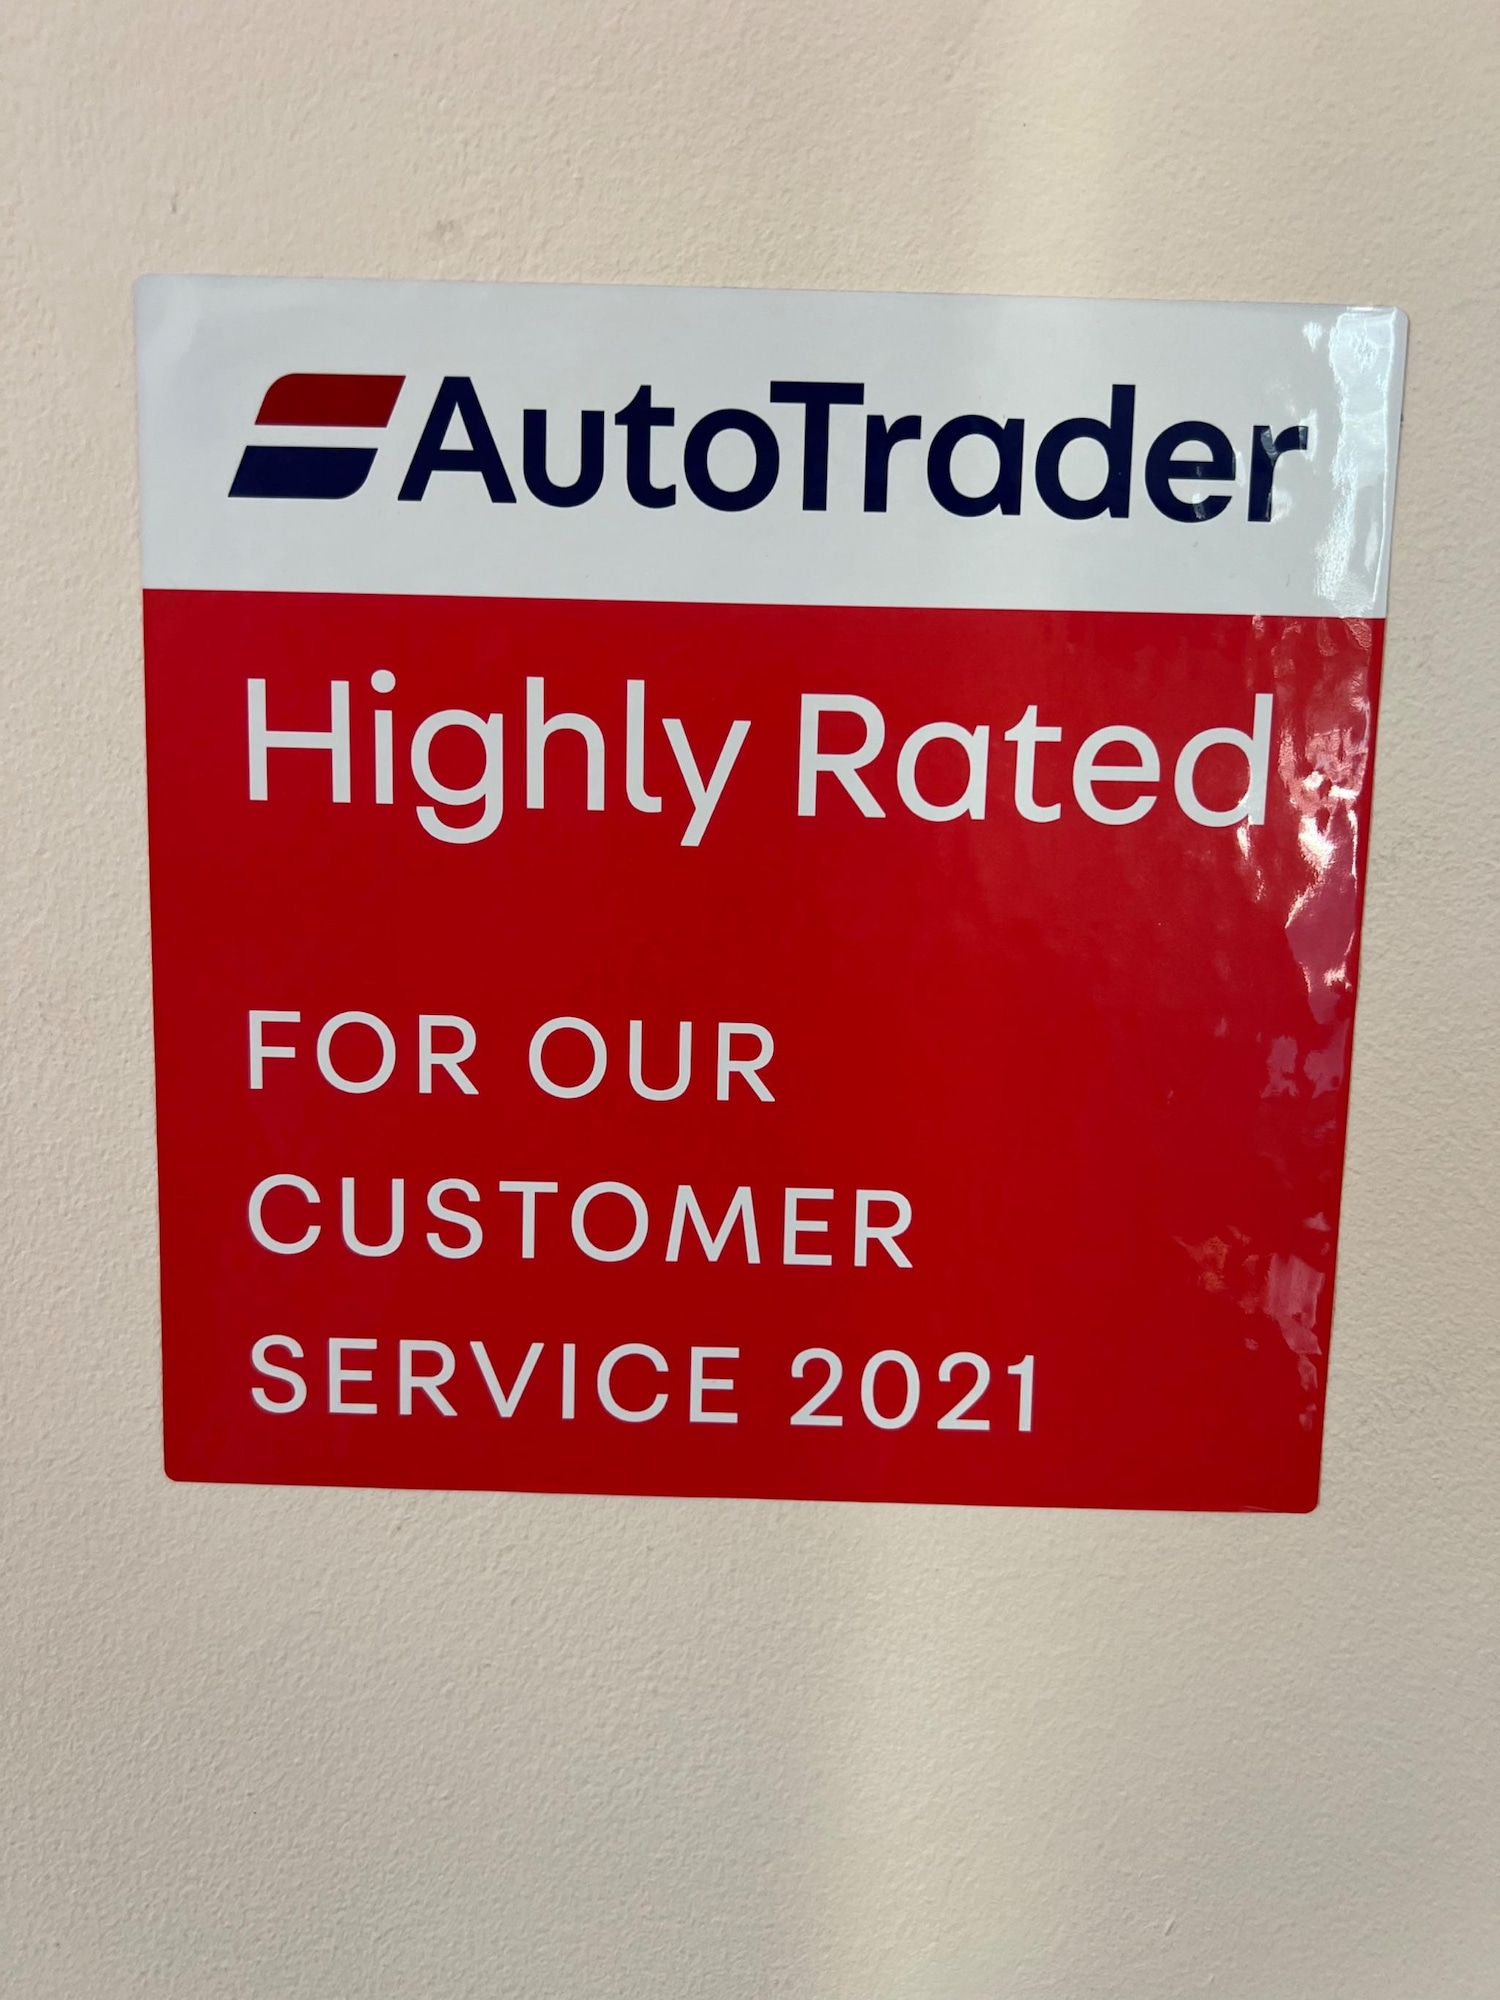 AutoTrader
Highly Rated
FOR OUR
CUSTOMER
SERVICE 2021